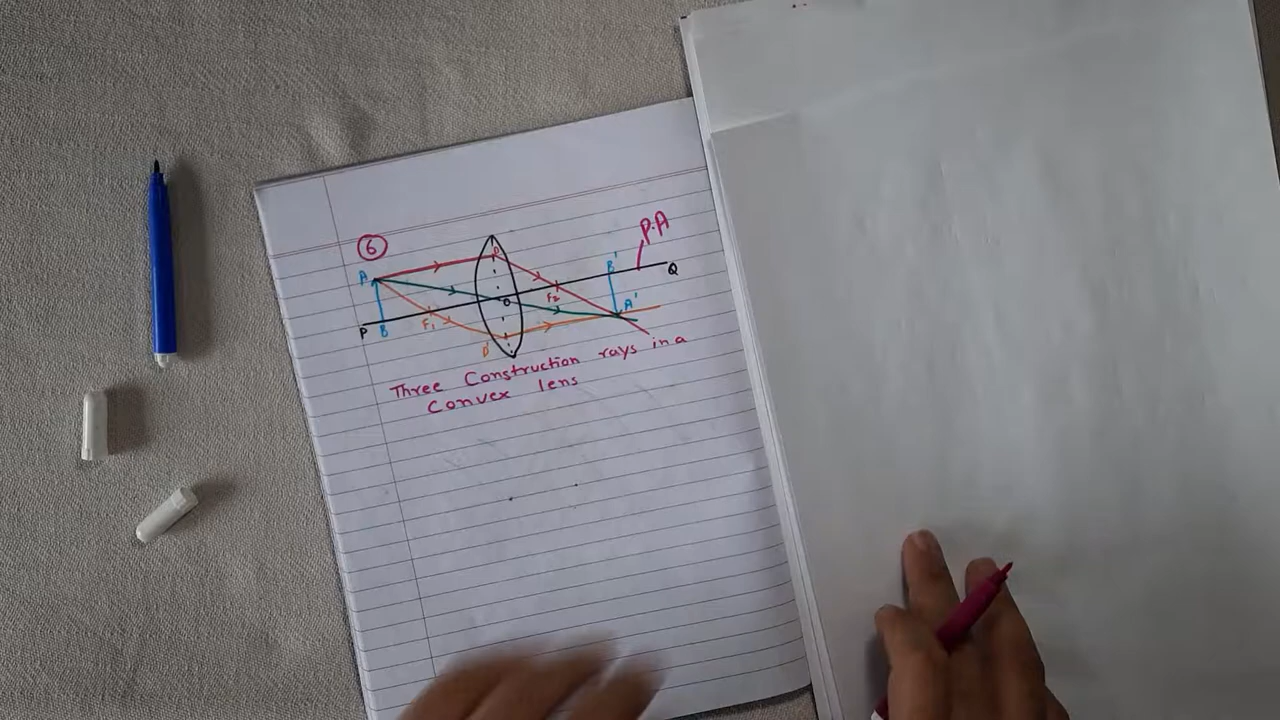 6
P.A
A
D
B'
Q
F2
O
A'
P
B
F1
D'
Three Construction rays in a
Convex lens